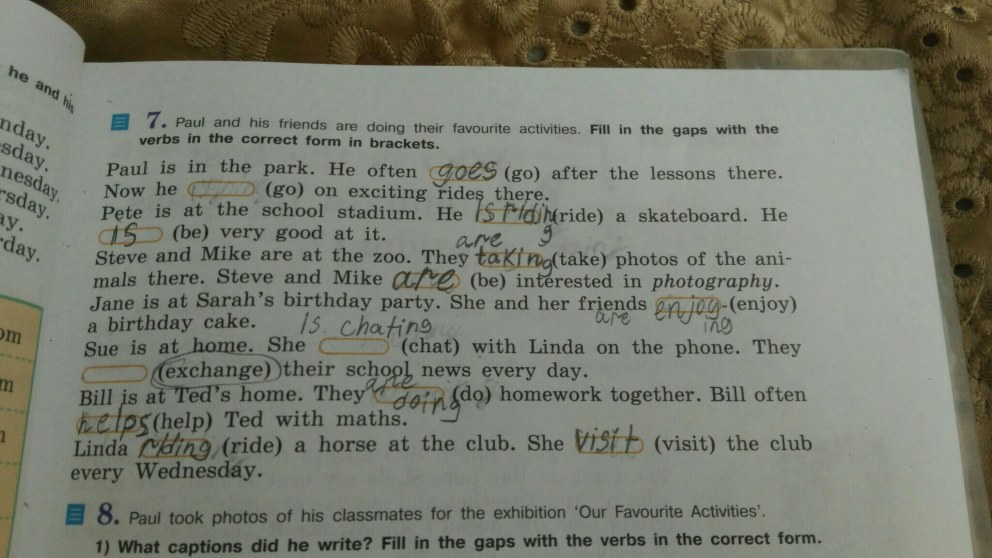 he and his
nday.
sday.
nesday.
rsday.
ay.
rday.
om
m
7. Paul and his friends are doing their favourite activities. Fill in the gaps with the
verbs in the correct form in brackets.
Paul is in the park. He often goes (go) after the lessons there.
Now he (go) on exciting rides there.
Pete is at the school stadium. He is riding (ride) a skateboard. He
is (be) very good at it.
Steve and Mike are at the zoo. They are taking (take) photos of the ani-
mals there. Steve and Mike are (be) interested in photography.
Jane is at Sarah's birthday party. She and her friends are enjoying (enjoy)
a birthday cake. is chating
Sue is at home. She (chat) with Linda on the phone. They
(exchange) their school news every day.
Bill is at Ted's home. They are doing (do) homework together. Bill often
helps (help) Ted with maths.
Linda riding (ride) a horse at the club. She visit (visit) the club
every Wednesday.
8. Paul took photos of his classmates for the exhibition 'Our Favourite Activities'.
1) What captions did he write? Fill in the gaps with the verbs in the correct form.